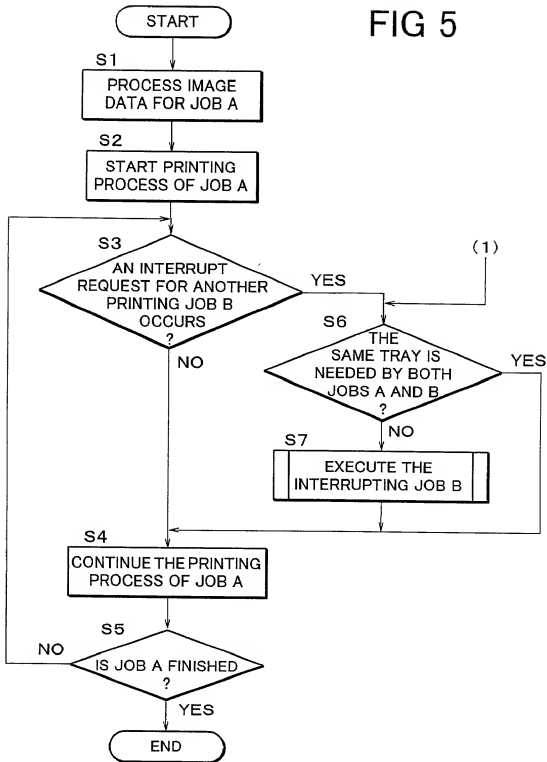 START
FIG 5
S1
PROCESS IMAGE
DATA FOR JOB A
S2
START PRINTING
PROCESS OF JOB A
S3
AN INTERRUPT
REQUEST FOR ANOTHER
PRINTING JOB B
OCCURS
?
YES
NO
(1)
S6
THE
SAME TRAY IS
NEEDED BY BOTH
JOBS A AND B
?
YES
NO
S7
EXECUTE THE
INTERRUPTING JOB B
S4
CONTINUE THE PRINTING
PROCESS OF JOB A
S5
IS JOB A FINISHED
?
NO
YES
END